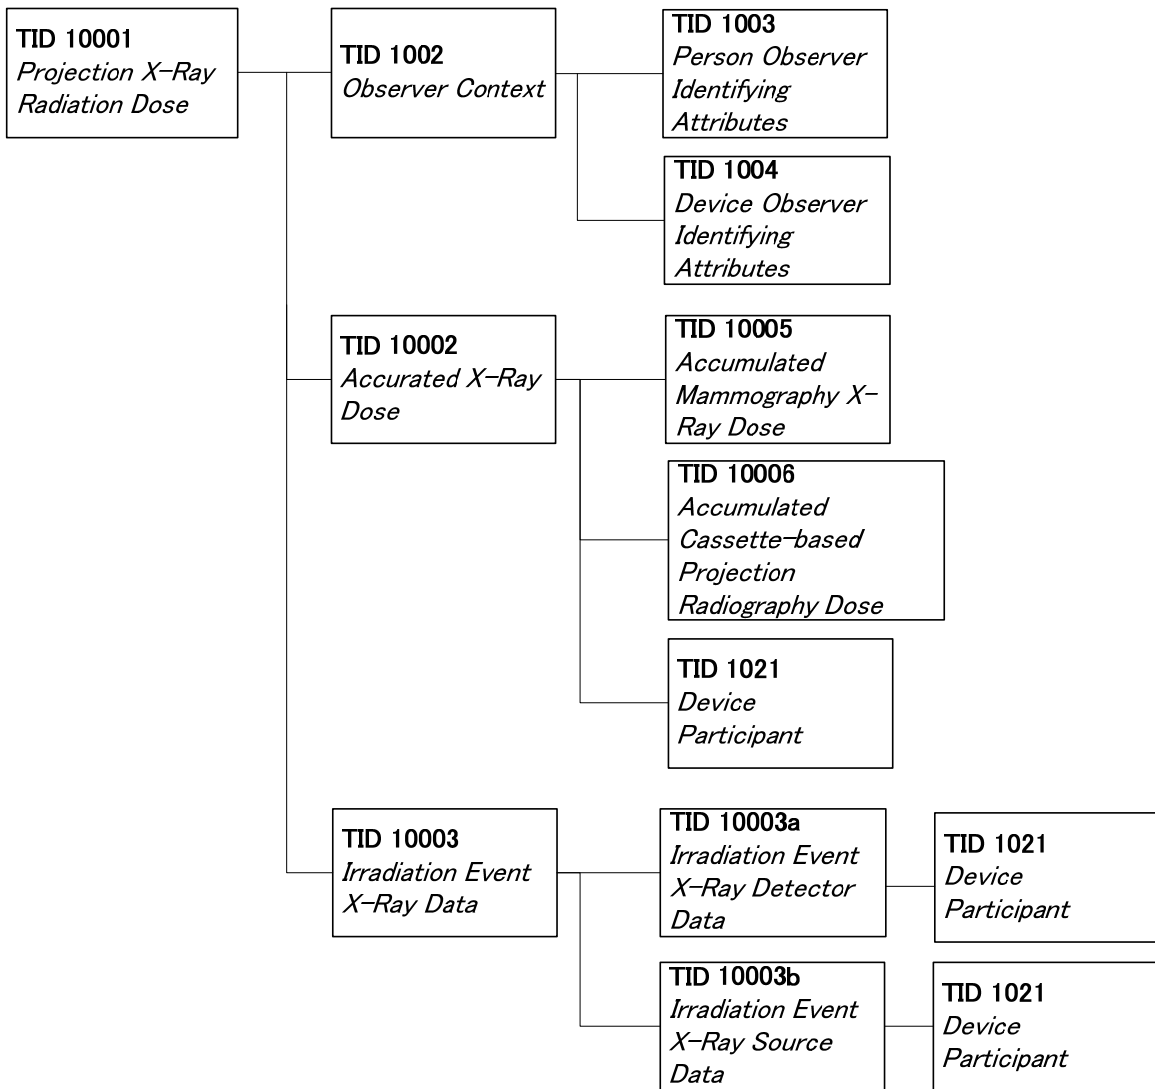 TID 10001
Projection X-Ray
Radiation Dose
TID 1002
Observer Context
TID 1003
Person Observer
Identifying
Attributes
TID 1004
Device Observer
Identifying
Attributes
TID 10002
Accurated X-Ray
Dose
TID 10005
Accumulated
Mammography X-
Ray Dose
TID 10006
Accumulated
Cassette-based
Projection
Radiography Dose
TID 1021
Device
Participant
TID 10003
Irradiation Event
X-Ray Data
TID 10003a
Irradiation Event
X-Ray Detector
Data
TID 1021
Device
Participant
TID 10003b
Irradiation Event
X-Ray Source
Data
TID 1021
Device
Participant